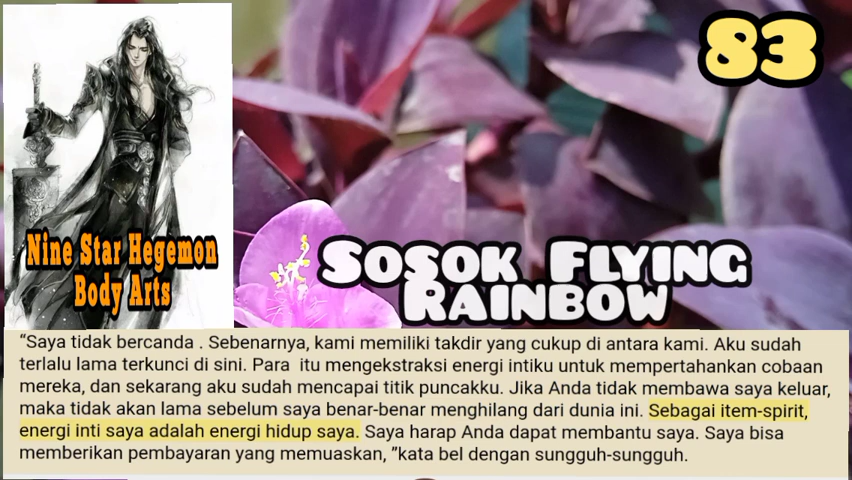 83
Nine Star Hegemon
Body Arts
Sosok Flying
Rainbow
“Saya tidak bercanda . Sebenarnya, kami memiliki takdir yang cukup di antara kami. Aku sudah
terlalu lama terkunci di sini. Para  itu mengekstraksi energi intiku untuk mempertahankan cobaan
mereka, dan sekarang aku sudah mencapai titik puncakku. Jika Anda tidak membawa saya keluar,
maka tidak akan lama sebelum saya benar-benar menghilang dari dunia ini. Sebagai item-spirit,
energi inti saya adalah energi hidup saya. Saya harap Anda dapat membantu saya. Saya bisa
memberikan pembayaran yang memuaskan, ”kata bel dengan sungguh-sungguh.